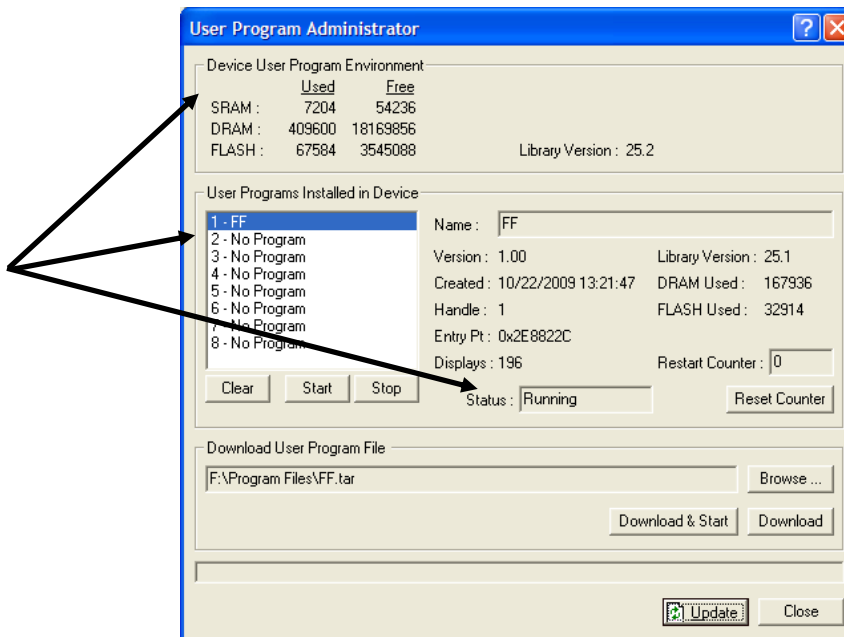 User Program Administrator
Device User Program Environment
Used Free
SRAM : 7204 54236
DRAM : 409600 18169856
FLASH : 67584 3545088 Library Version : 25.2
User Programs Installed in Device
1 - FF
2 - No Program
3 - No Program
4 - No Program
5 - No Program
6 - No Program
7 - No Program
8 - No Program
Clear Start Stop
Name : FF
Version : 1.00 Library Version : 25.1
Created : 10/22/2009 13:21:47 DRAM Used : 167936
Handle : 1 FLASH Used : 32914
Entry Pt : 0x2E8822C
Displays : 196 Restart Counter : 0
Status : Running Reset Counter
Download User Program File
F:\Program Files\FF.tar Browse ...
Download & Start Download
Update Close